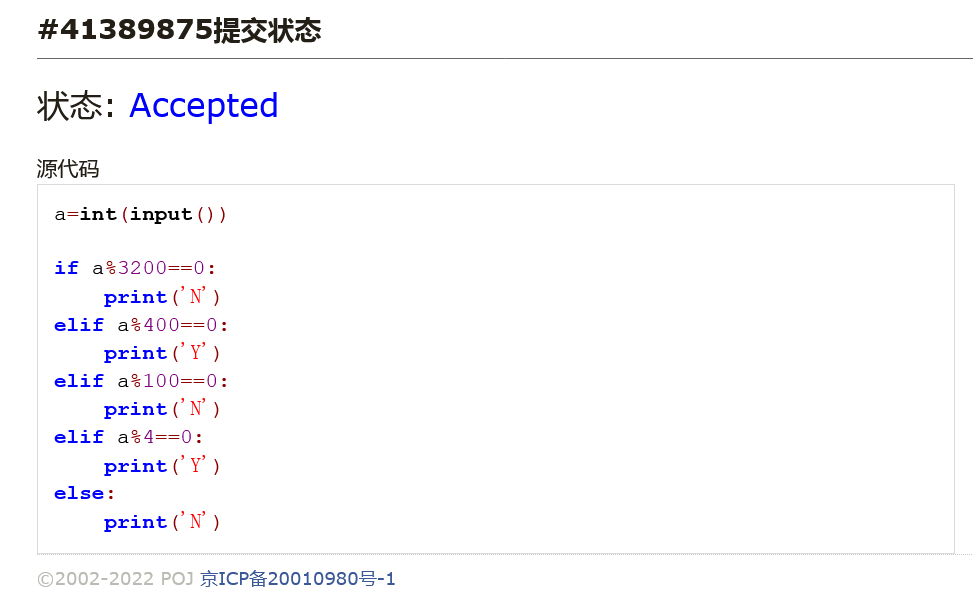 #41389875提交状态
状态: Accepted
源代码
a=int(input())
if a%3200==0:
    print('N')
elif a%400==0:
    print('Y')
elif a%100==0:
    print('N')
elif a%4==0:
    print('Y')
else:
    print('N')
©2002-2022 POJ 京ICP备20010980号-1